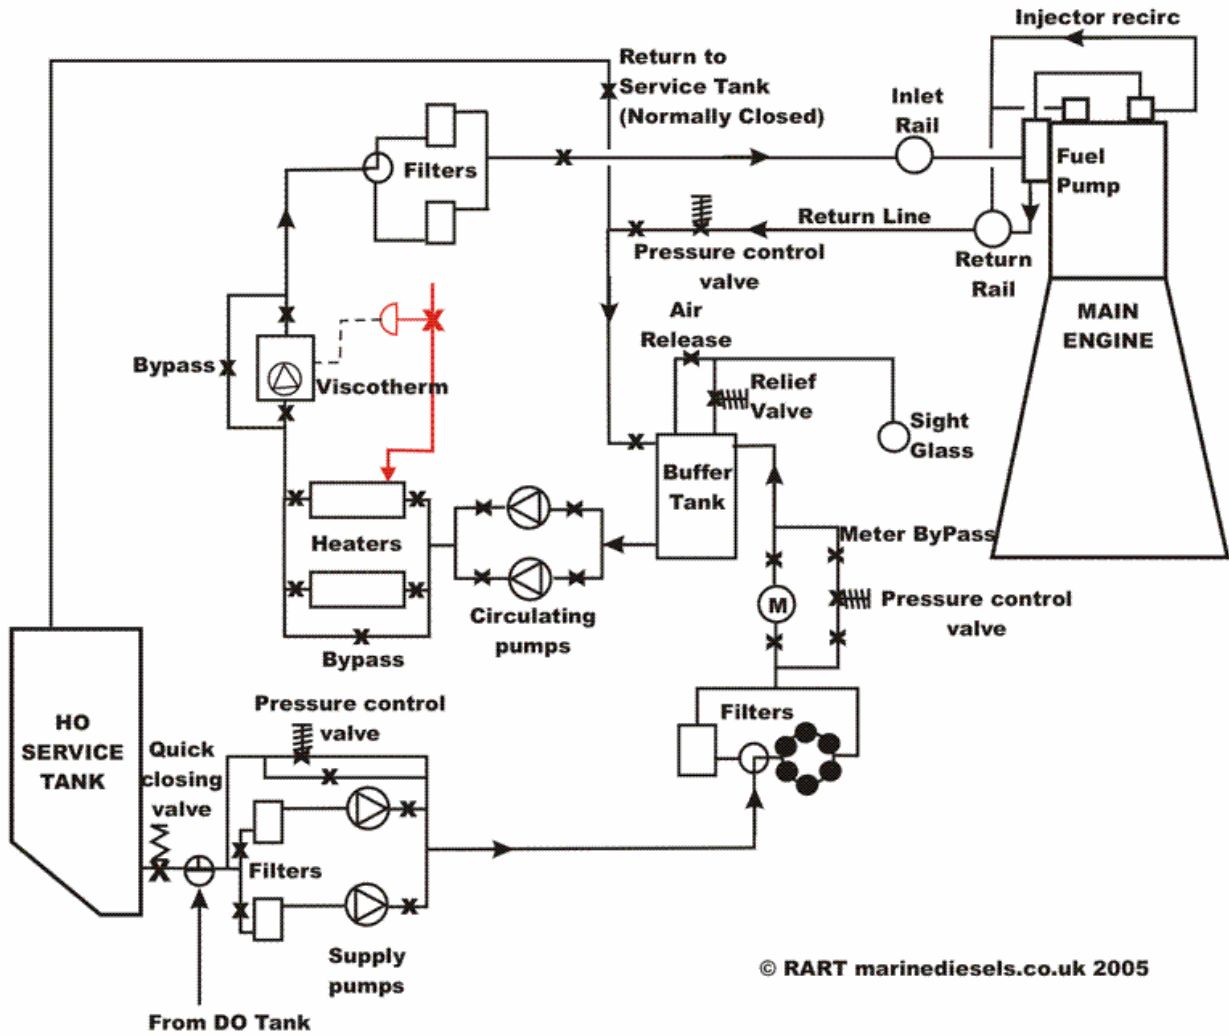 Injector recirc
Return to
Service Tank
(Normally Closed)
Inlet
Rail
Filters
Fuel
Pump
Return Line
Pressure control
valve
Return
Rail
Air
Release
MAIN
ENGINE
Bypass
Viscotherm
Relief
Valve
Sight
Glass
Buffer
Tank
Heaters
Meter ByPass
M
Pressure control
valve
Circulating
pumps
Bypass
Pressure control
valve
Filters
HO
SERVICE
TANK
Quick
closing
valve
Filters
Supply
pumps
© RART marinediesels.co.uk 2005
From DO Tank